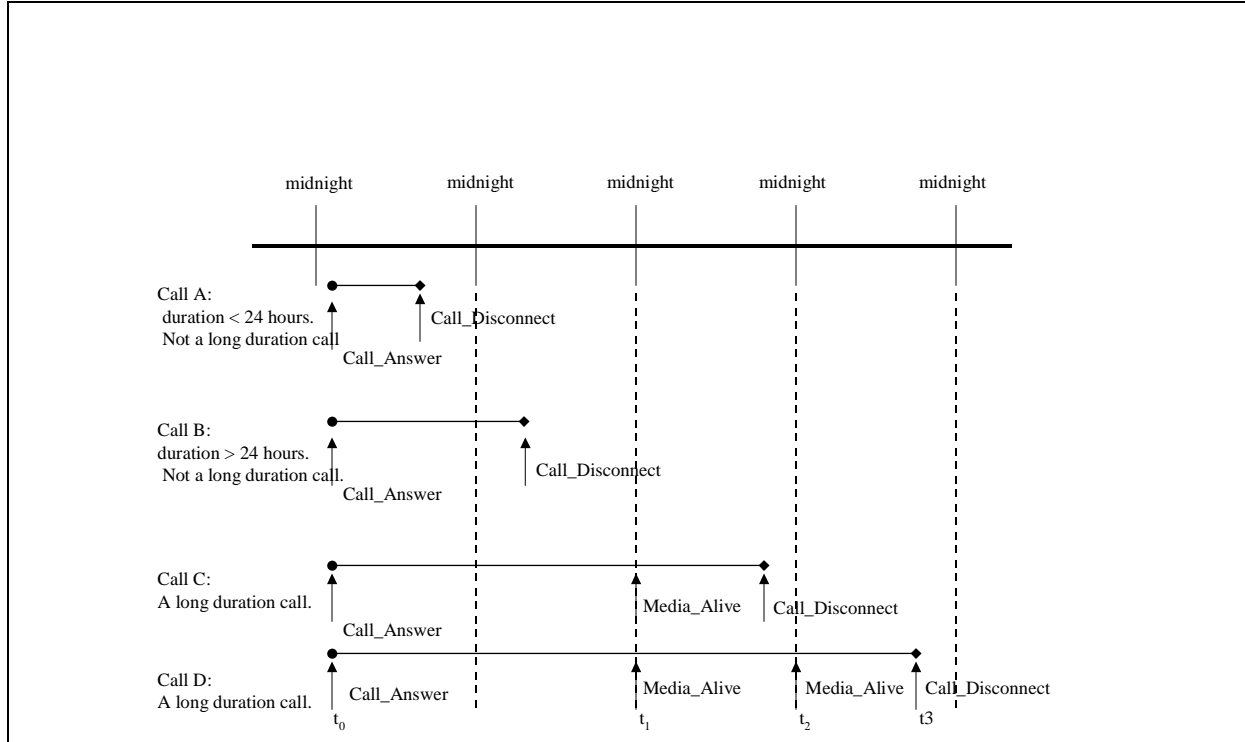 midnight midnight midnight midnight midnight
Call A:
duration < 24 hours.
Not a long duration call
Call_Disconnect
Call_Answer
Call B:
duration > 24 hours.
Not a long duration call.
Call_Disconnect
Call_Answer
Call C:
A long duration call.
Media_Alive
Call_Disconnect
Call_Answer
Call D:
A long duration call.
Call_Answer
Media_Alive
Media_Alive
Call_Disconnect
t0 t1 t2 t3